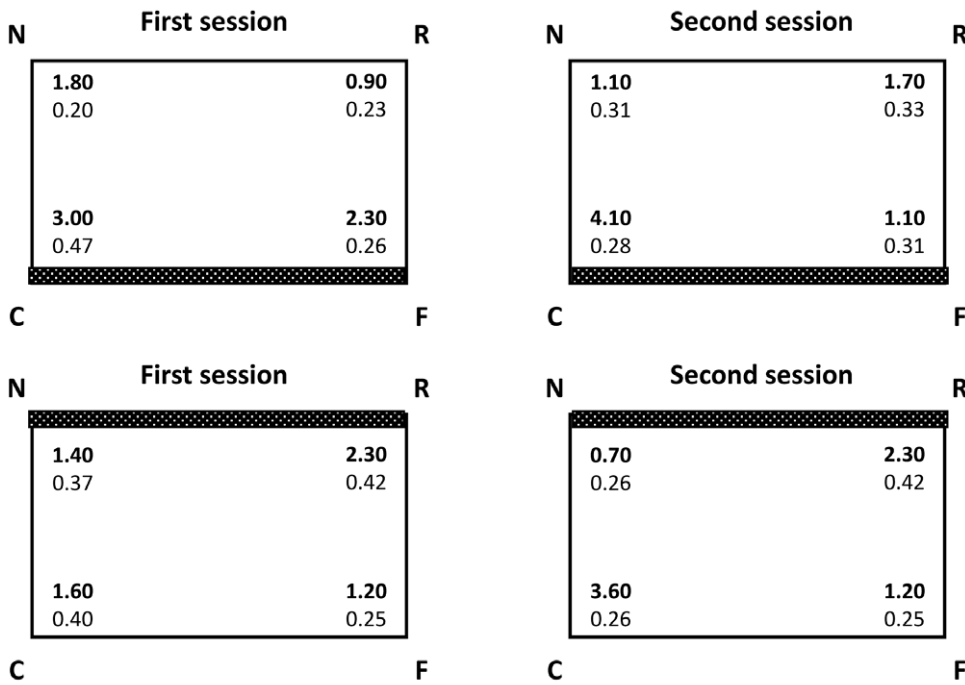 First session
Second session
N R N R
1.80 0.90 1.10 1.70
0.20 0.23 0.31 0.33
3.00 2.30 4.10 1.10
0.47 0.26 0.28 0.31
C F C F
First session
Second session
N R N R
1.40 2.30 0.70 2.30
0.37 0.42 0.26 0.42
1.60 1.20 3.60 1.20
0.40 0.25 0.26 0.25
C F C F